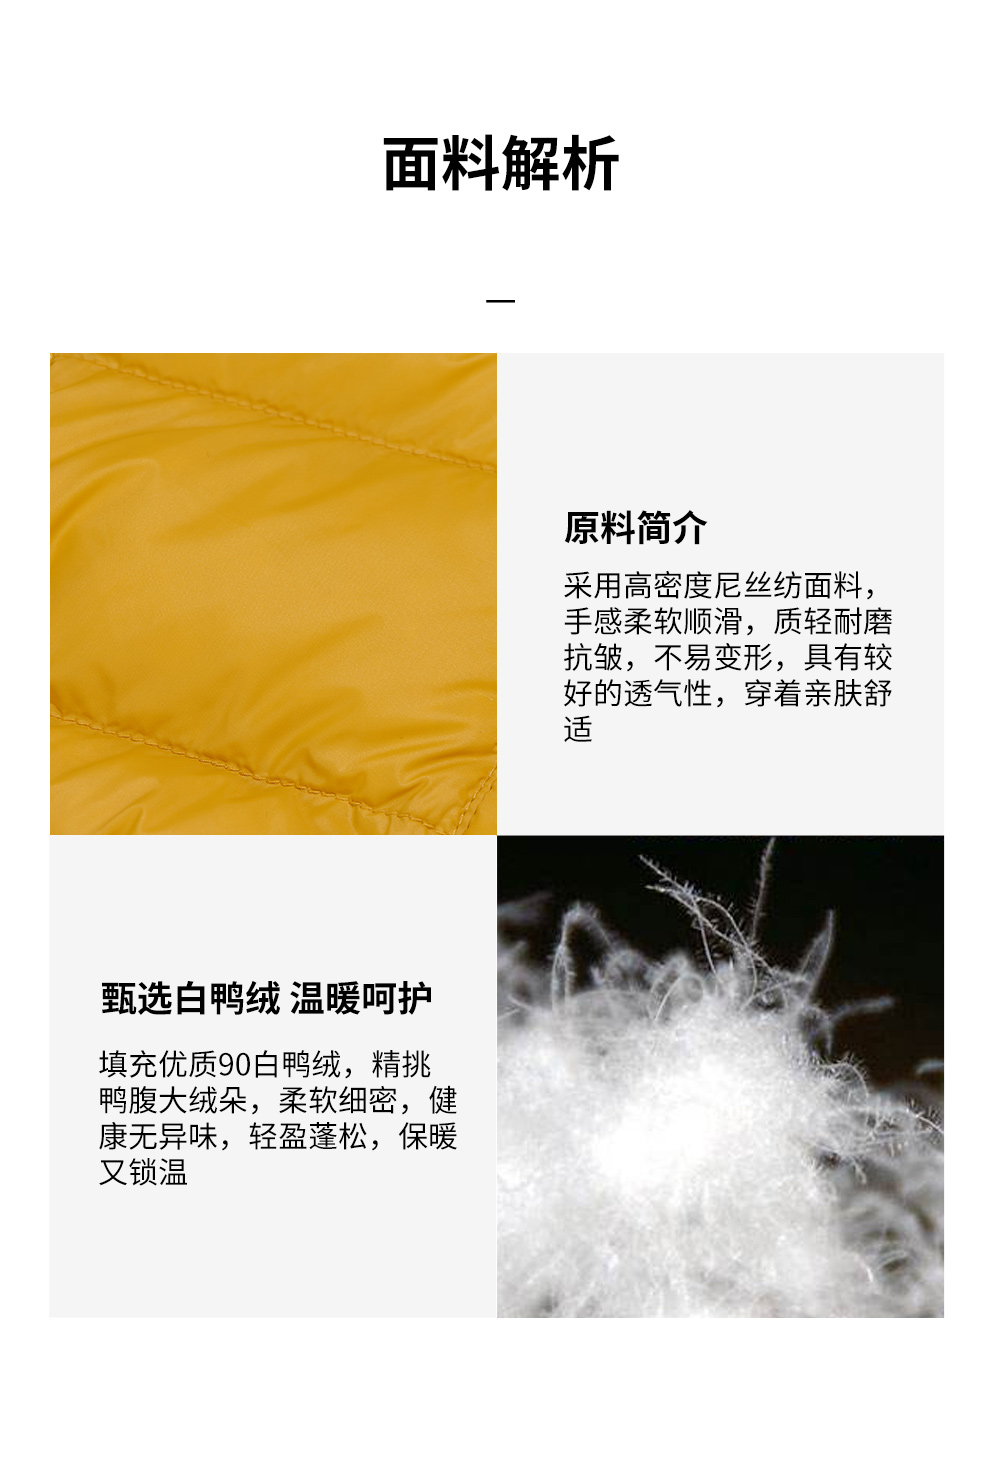 面料解析
原料简介
采用高密度尼丝纺面料，
手感柔软顺滑，质轻耐磨
抗皱，不易变形，具有较
好的透气性，穿着亲肤舒
适
甄选白鸭绒 温暖呵护
填充优质90白鸭绒，精挑
鸭腹大绒朵，柔软细密，健
康无异味，轻盈蓬松，保暖
又锁温